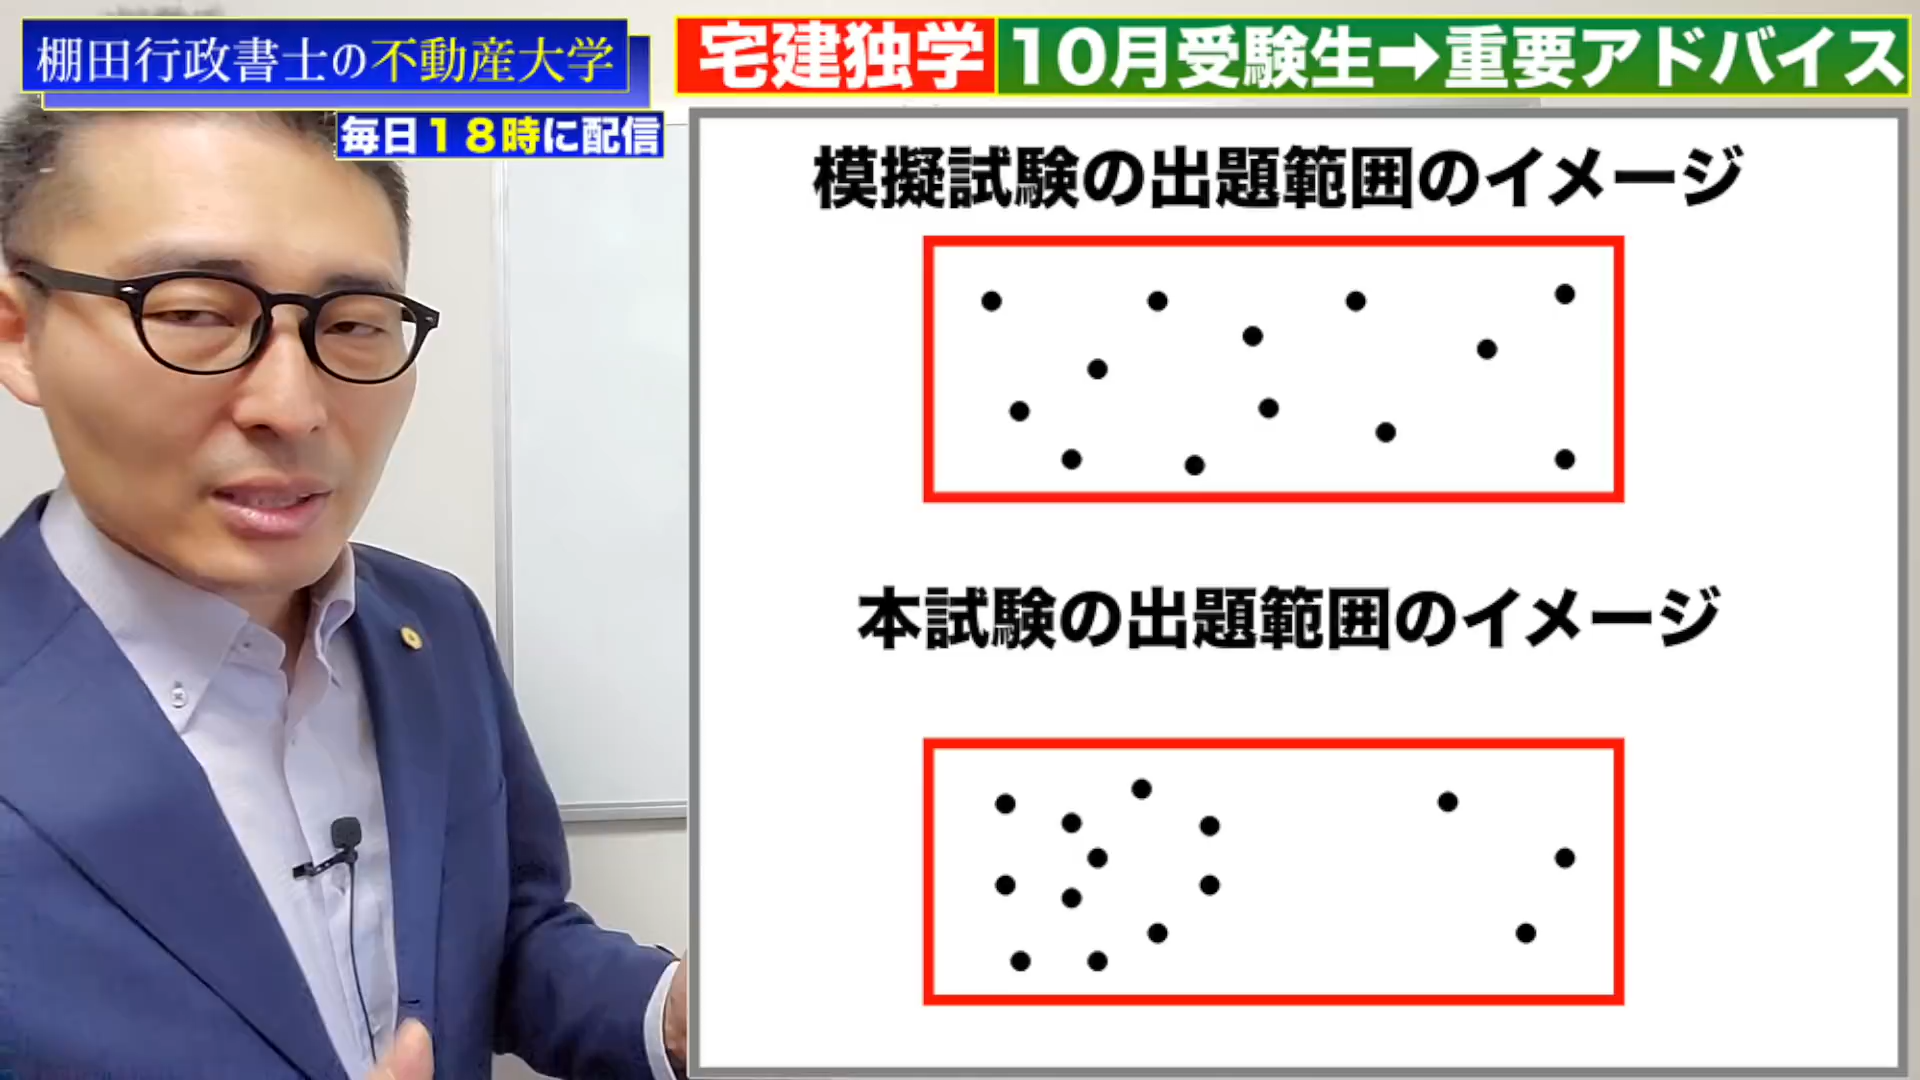 棚田行政書士の不動産大学
毎日18時に配信
宅建独学 10月受験生➡重要アドバイス
模擬試験の出題範囲のイメージ
本試験の出題範囲のイメージ